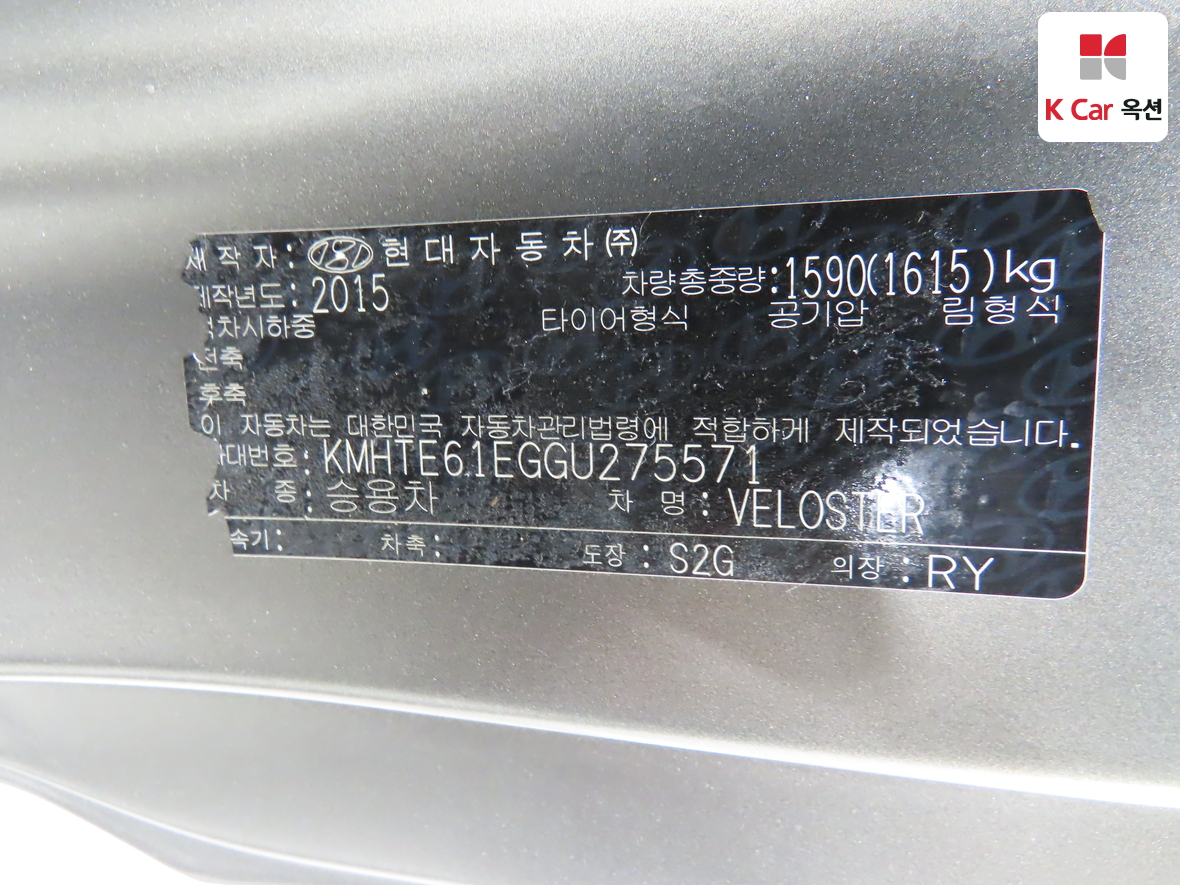 K Car 옥션
제 작 자 : 현 대 자 동 차 ㈜
제작년도 : 2015 차량총중량 : 1590(1615)kg
적차시하중 타이어형식 공기압 림형식
전축
후축
이 자동차는 대한민국 자동차관리법령에 적합하게 제작되었습니다.
차대번호 : KMHTE61EGGU275571
차 종 : 승용차 차 명 : VELOSTER
속기 : 차축 : 도장 : S2G 의장 : RY